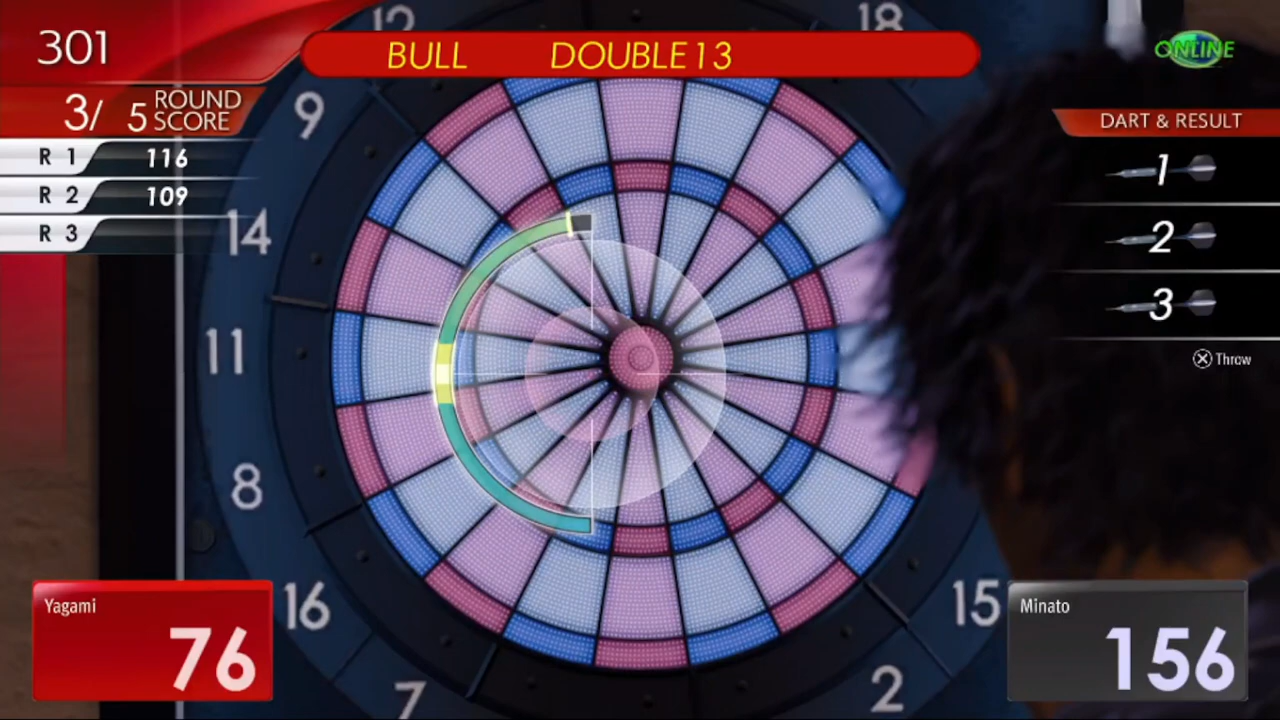 301
BULL DOUBLE 13
ONLINE
3/ 5 ROUND SCORE
R 1 116
R 2 109
R 3
DART & RESULT
1
2
3
Throw
12
18
9
14
11
8
16
7
15
2
Yagami
76
Minato
156